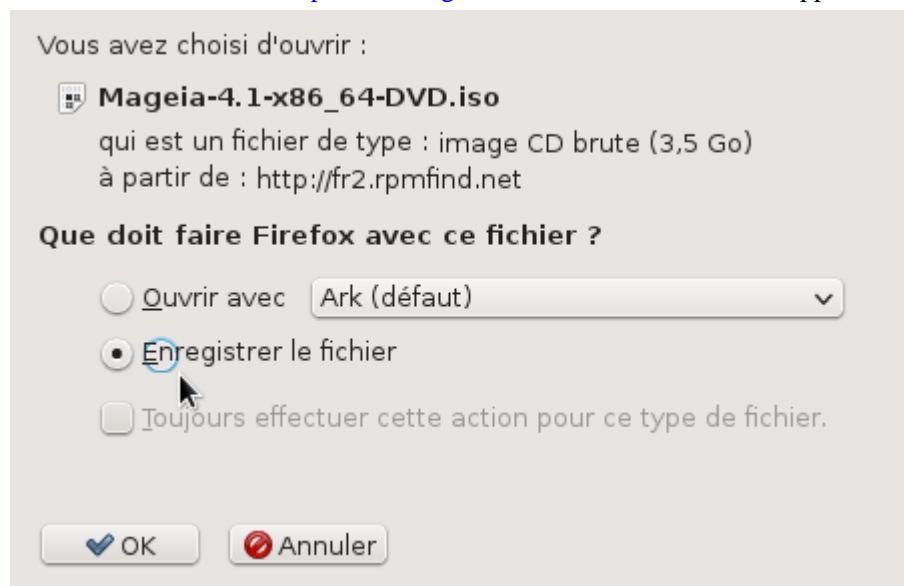 Vous avez choisi d'ouvrir :
Mageia-4.1-x86_64-DVD.iso
qui est un fichier de type : image CD brute (3,5 Go)
à partir de : http://fr2.rpmfind.net
Que doit faire Firefox avec ce fichier ?
Ouvrir avec Ark (défaut)
Enregistrer le fichier
Toujours effectuer cette action pour ce type de fichier.
OK Annuler